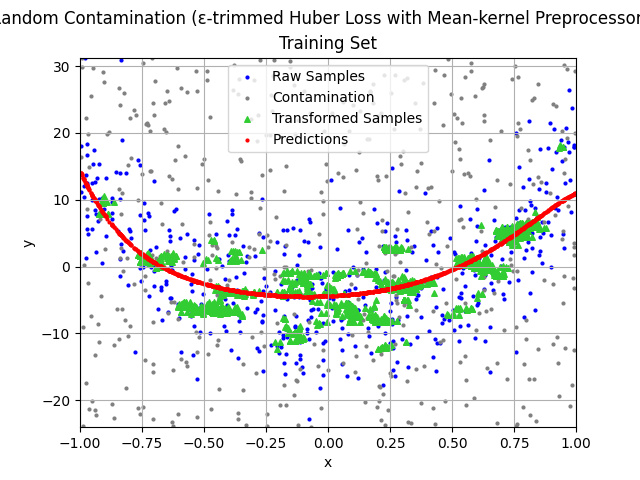 andom Contamination (ε-trimmed Huber Loss with Mean-kernel Preprocessor
Training Set
30
20
10
0
−10
−20
y
Raw Samples
Contamination
Transformed Samples
Predictions
−1.00 −0.75 −0.50 −0.25 0.00 0.25 0.50 0.75 1.00
x